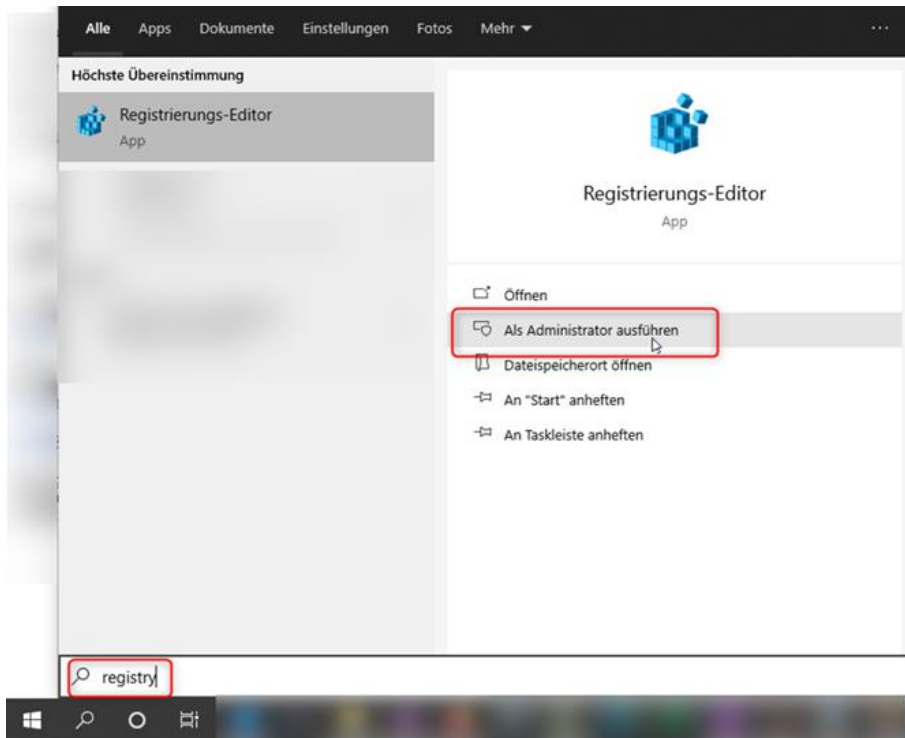 Alle Apps Dokumente Einstellungen Fotos Mehr
Höchste Übereinstimmung
Registrierungs-Editor
App
Registrierungs-Editor
App
Öffnen
Als Administrator ausführen
Dateispeicherort öffnen
An "Start" anheften
An Taskleiste anheften
registry